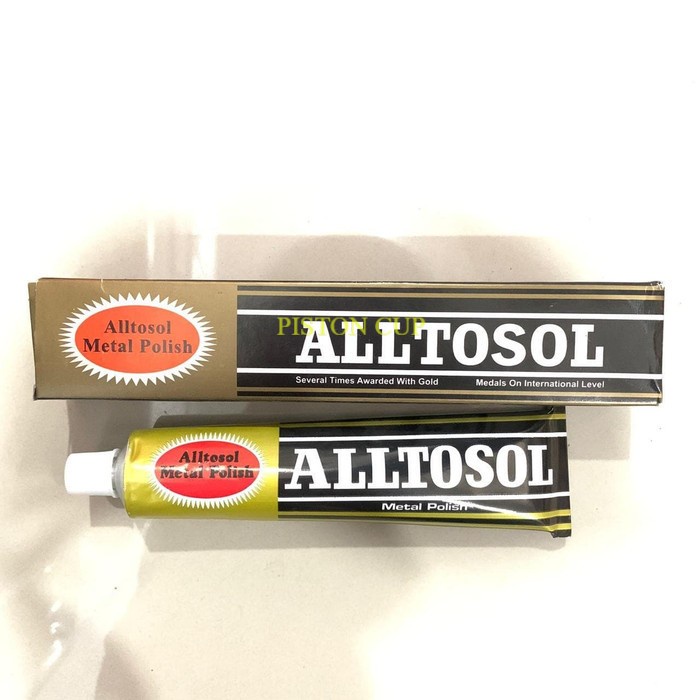 Alltosol
Metal Polish
PISTON CUP
ALLTOSOL
Several Times Awarded With Gold Medals On International Level
Alltosol
Metal Polish
ALLTOSOL
Metal Polish